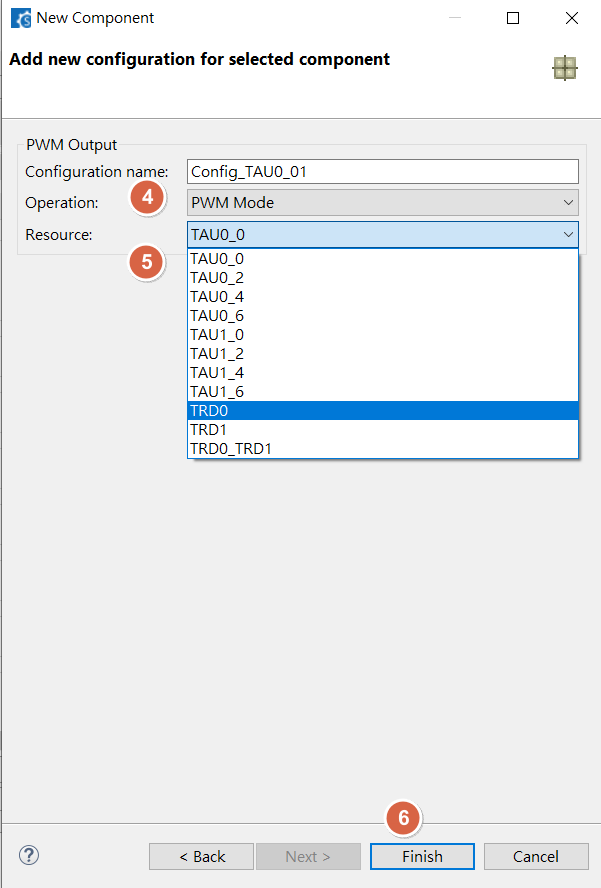 New Component
Add new configuration for selected component
PWM Output
Configuration name: Config_TAU0_01
4
Operation: PWM Mode
Resource: TAU0_0
5
TAU0_0
TAU0_2
TAU0_4
TAU0_6
TAU1_0
TAU1_2
TAU1_4
TAU1_6
TRD0
TRD1
TRD0_TRD1
6
? < Back Next > Finish Cancel